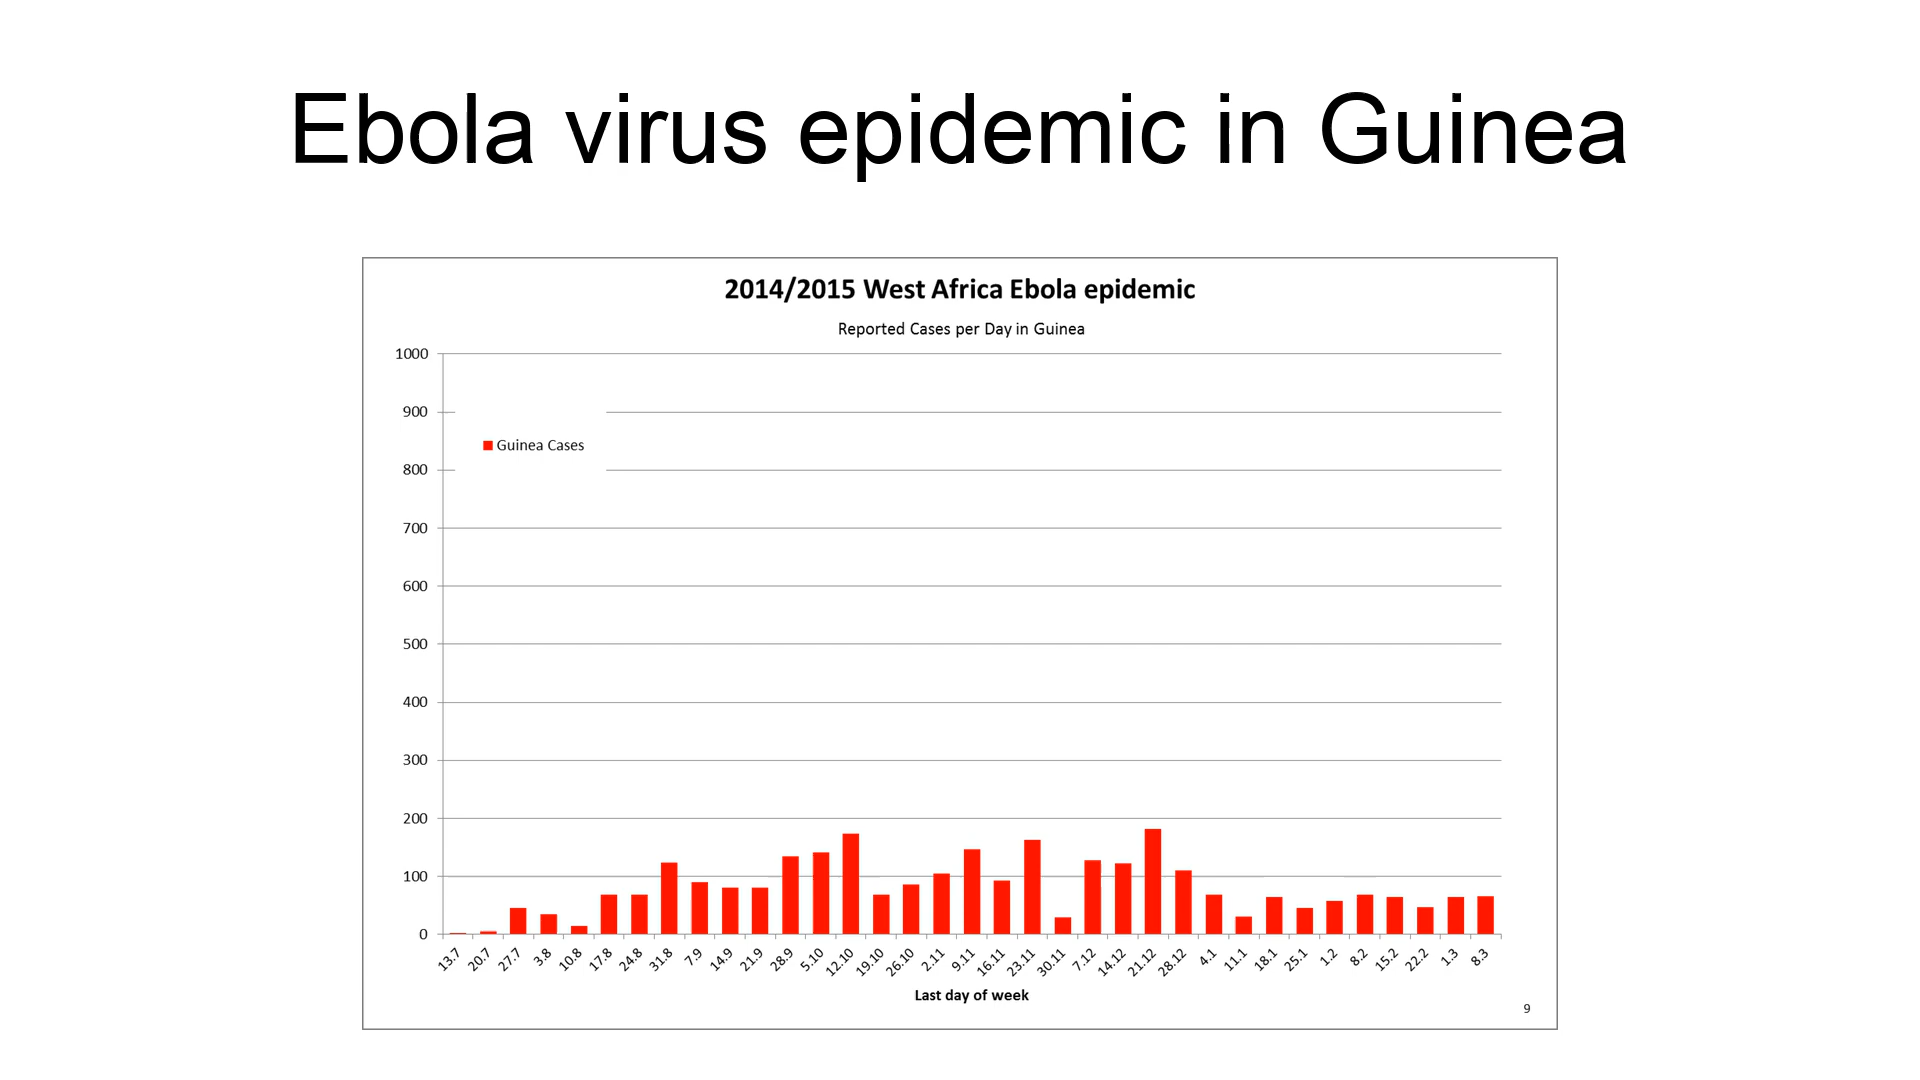 Ebola virus epidemic in Guinea
2014/2015 West Africa Ebola epidemic
Reported Cases per Day in Guinea
1000
900
Guinea Cases
800
700
600
500
400
300
200
100
0
13.7 20.7 27.7 3.8 10.8 17.8 24.8 31.8 7.9 14.9 21.9 28.9 5.10 12.10 19.10 26.10 2.11 9.11 16.11 23.11 30.11 7.12 14.12 21.12 28.12 4.1 11.1 18.1 25.1 1.2 8.2 15.2 22.2 1.3 8.3
Last day of week
9